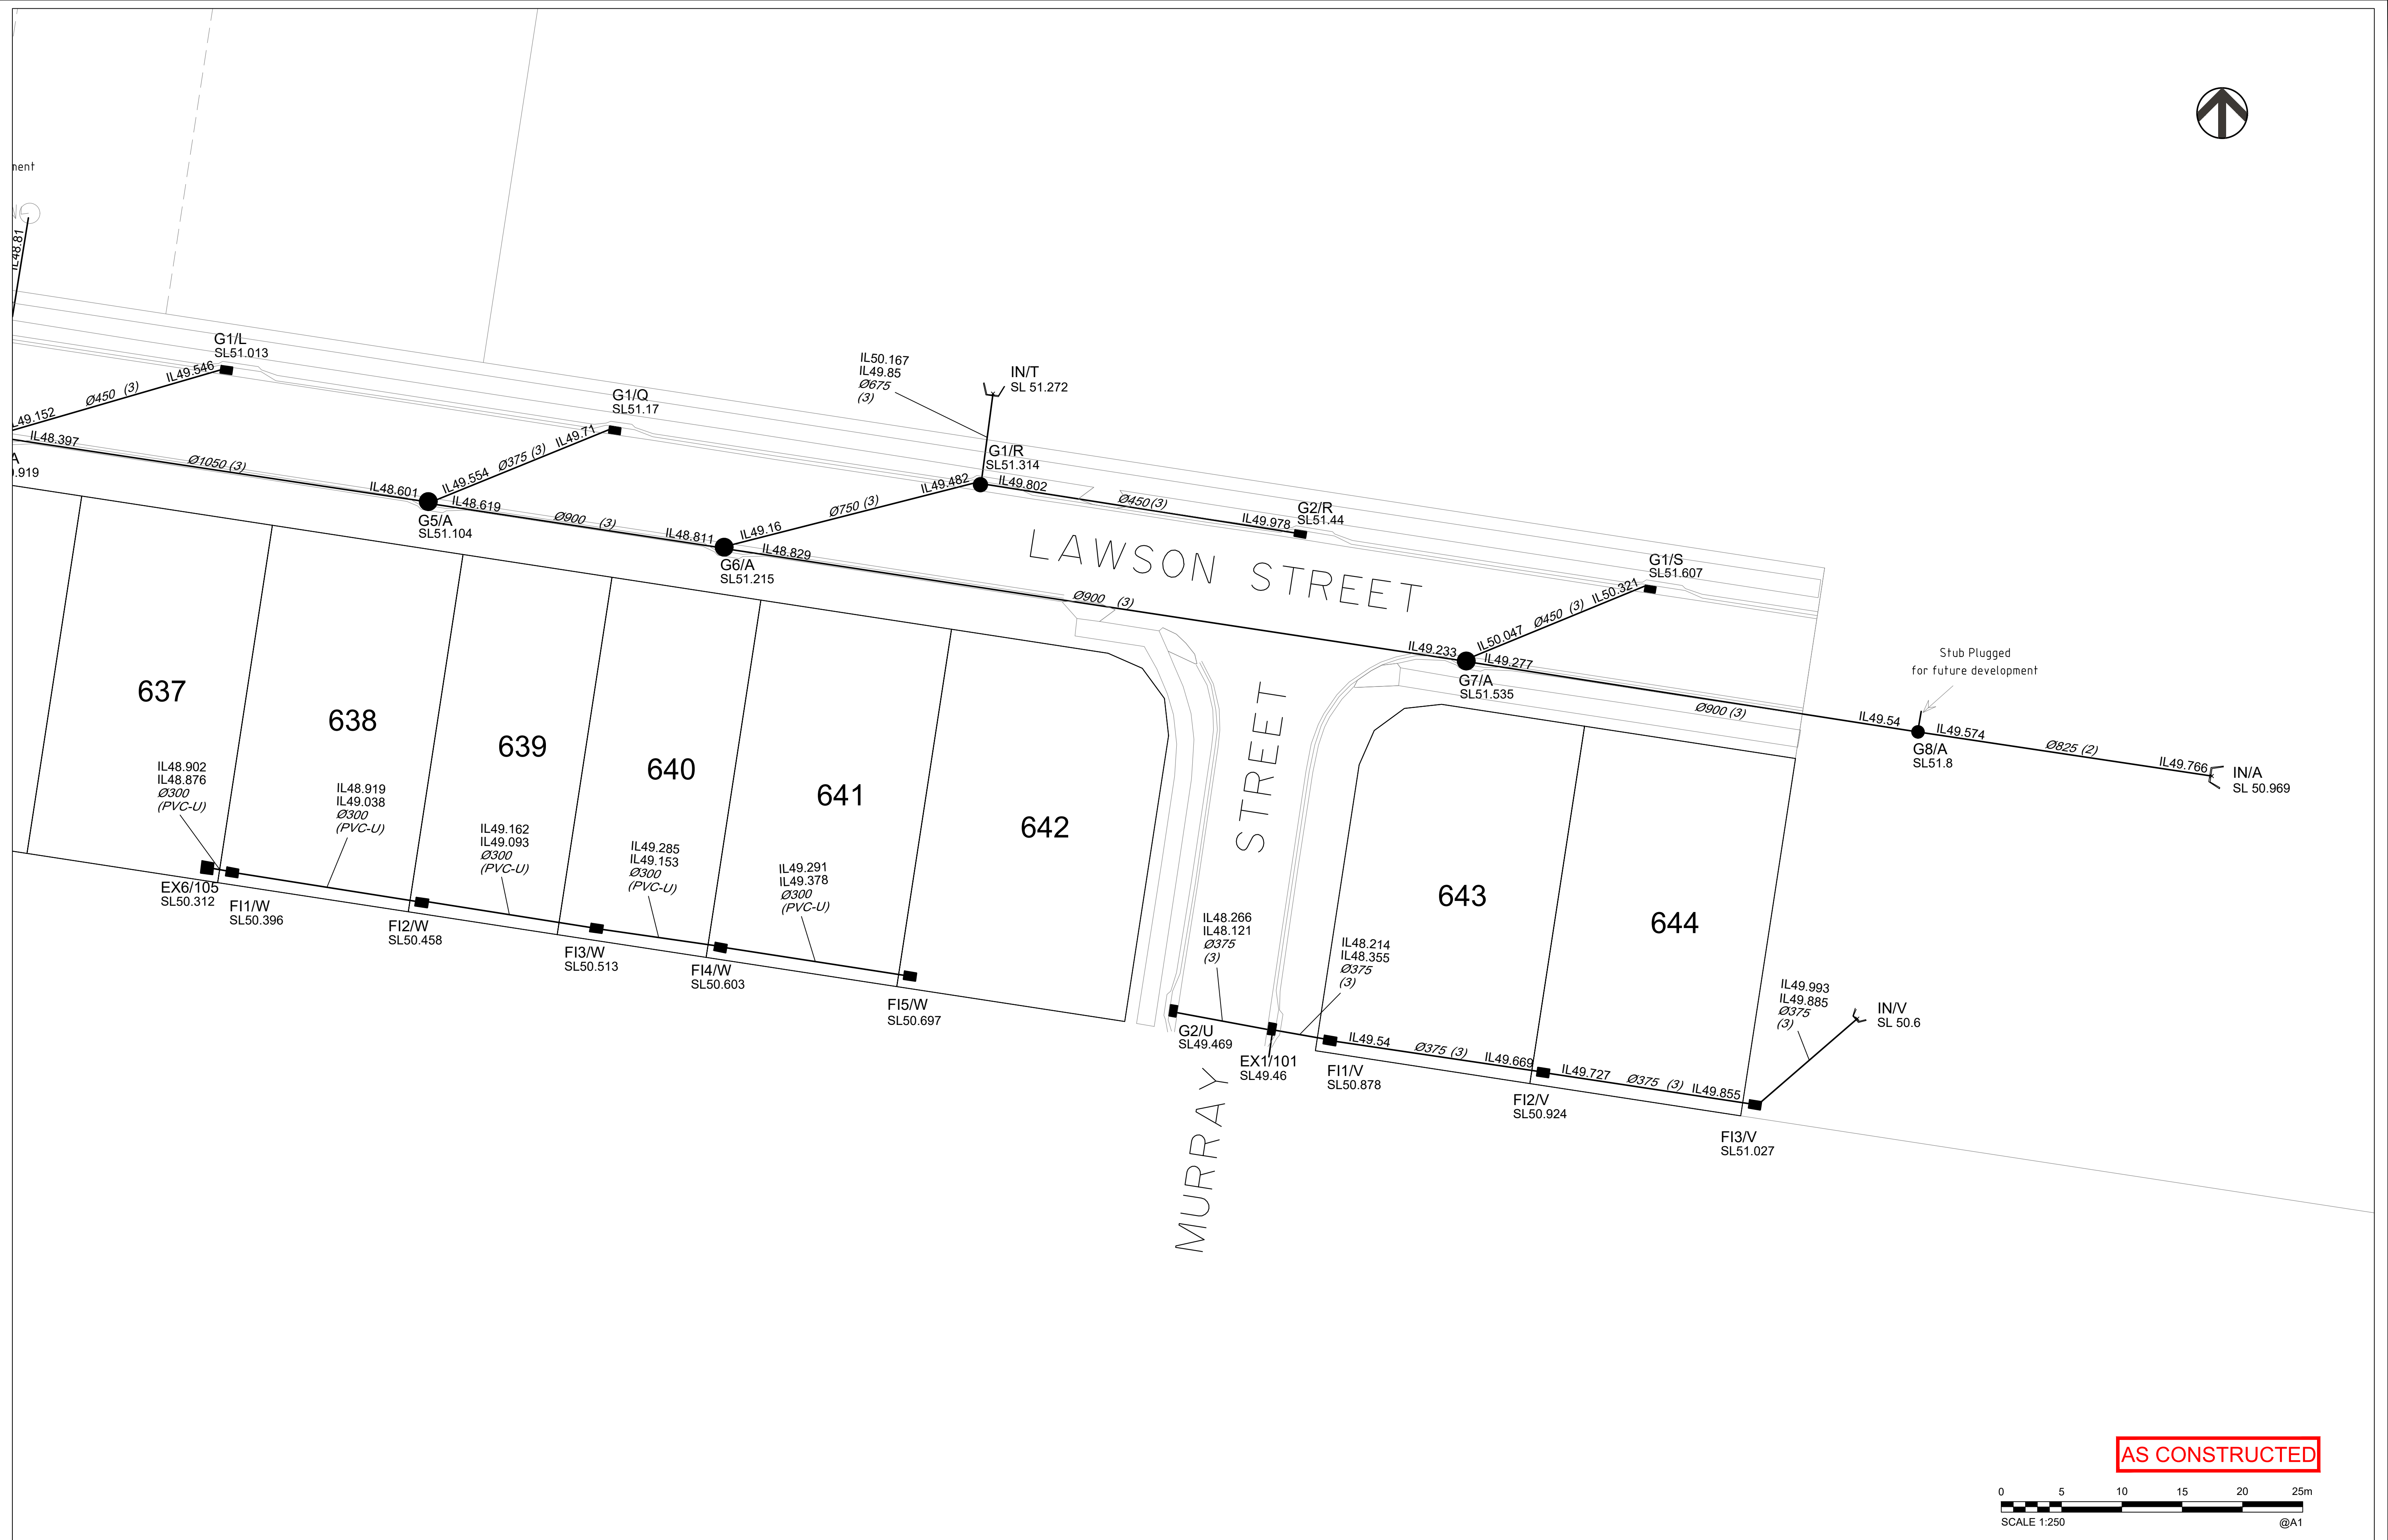 ment
IL48.81
G1/L
SL51.013
IL49.546
Ø450 (3)
IL49.152
IL48.397
.919
Ø1050 (3)
G1/Q
SL51.17
IL49.71
Ø375 (3)
IL49.554
IL48.601
IL48.619
G5/A
SL51.104
Ø900 (3)
IL50.167
IL49.85
Ø675
(3)
IN/T
SL 51.272
G1/R
SL51.314
IL49.482
IL49.802
Ø750 (3)
IL49.16
IL48.811
IL48.829
G6/A
SL51.215
Ø450(3)
IL49.978
G2/R
SL51.44
LAWSON STREET
Ø900 (3)
G1/S
SL51.607
IL50.321
Ø450 (3)
IL50.047
IL49.233
IL49.277
G7/A
SL51.535
Ø900 (3)
Stub Plugged
for future development
IL49.54
IL49.574
G8/A
SL51.8
Ø825 (2)
IL49.766
IN/A
SL 50.969
637
638
639
640
641
642
643
644
MURRAY STREET
IL48.902
IL48.876
Ø300
(PVC-U)
IL48.919
IL49.038
Ø300
(PVC-U)
IL49.162
IL49.093
Ø300
(PVC-U)
IL49.285
IL49.153
Ø300
(PVC-U)
IL49.291
IL49.378
Ø300
(PVC-U)
EX6/105
SL50.312
FI1/W
SL50.396
FI2/W
SL50.458
FI3/W
SL50.513
FI4/W
SL50.603
FI5/W
SL50.697
IL48.266
IL48.121
Ø375
(3)
IL48.214
IL48.355
Ø375
(3)
G2/U
SL49.469
EX1/101
SL49.46
FI1/V
SL50.878
IL49.54
Ø375 (3)
IL49.669
FI2/V
SL50.924
IL49.727
Ø375 (3)
IL49.855
FI3/V
SL51.027
IL49.993
IL49.885
Ø375
(3)
IN/V
SL 50.6
AS CONSTRUCTED
0 5 10 15 20 25m
SCALE 1:250 @A1